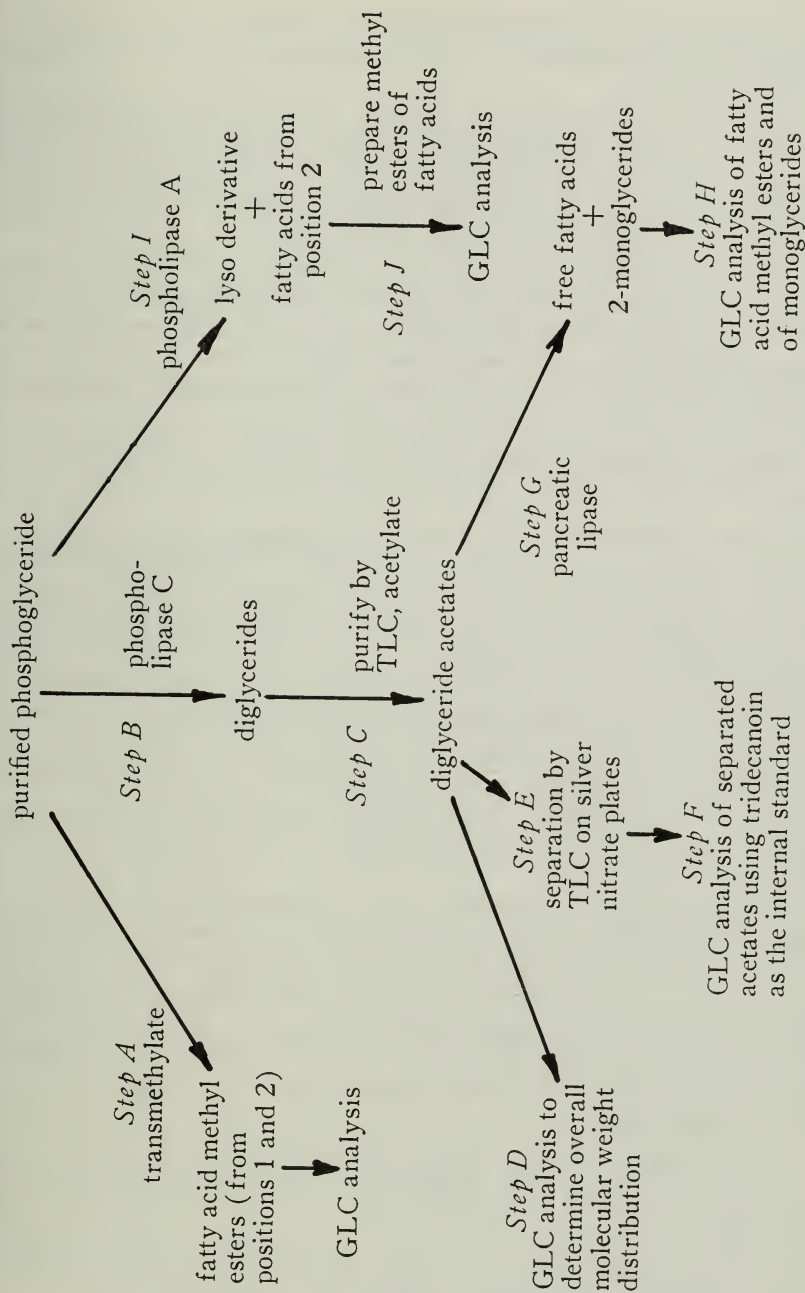 purified phosphoglyceride
Step A
transmethylate
fatty acid methyl
esters (from
positions 1 and 2)
GLC analysis
Step B
phospho-
lipase C
diglycerides
Step C
purify by
TLC, acetylate
diglyceride acetates
Step D
GLC analysis to
determine overall
molecular weight
distribution
Step E
separation by
TLC on silver
nitrate plates
Step F
GLC analysis of separated
acetates using tridecanoin
as the internal standard
Step G
pancreatic
lipase
free fatty acids
+
2-monoglycerides
Step H
GLC analysis of fatty
acid methyl esters and
of monoglycerides
Step I
phospholipase A
lyso derivative
+
fatty acids from
position 2
Step J
prepare methyl
esters of
fatty acids
GLC analysis